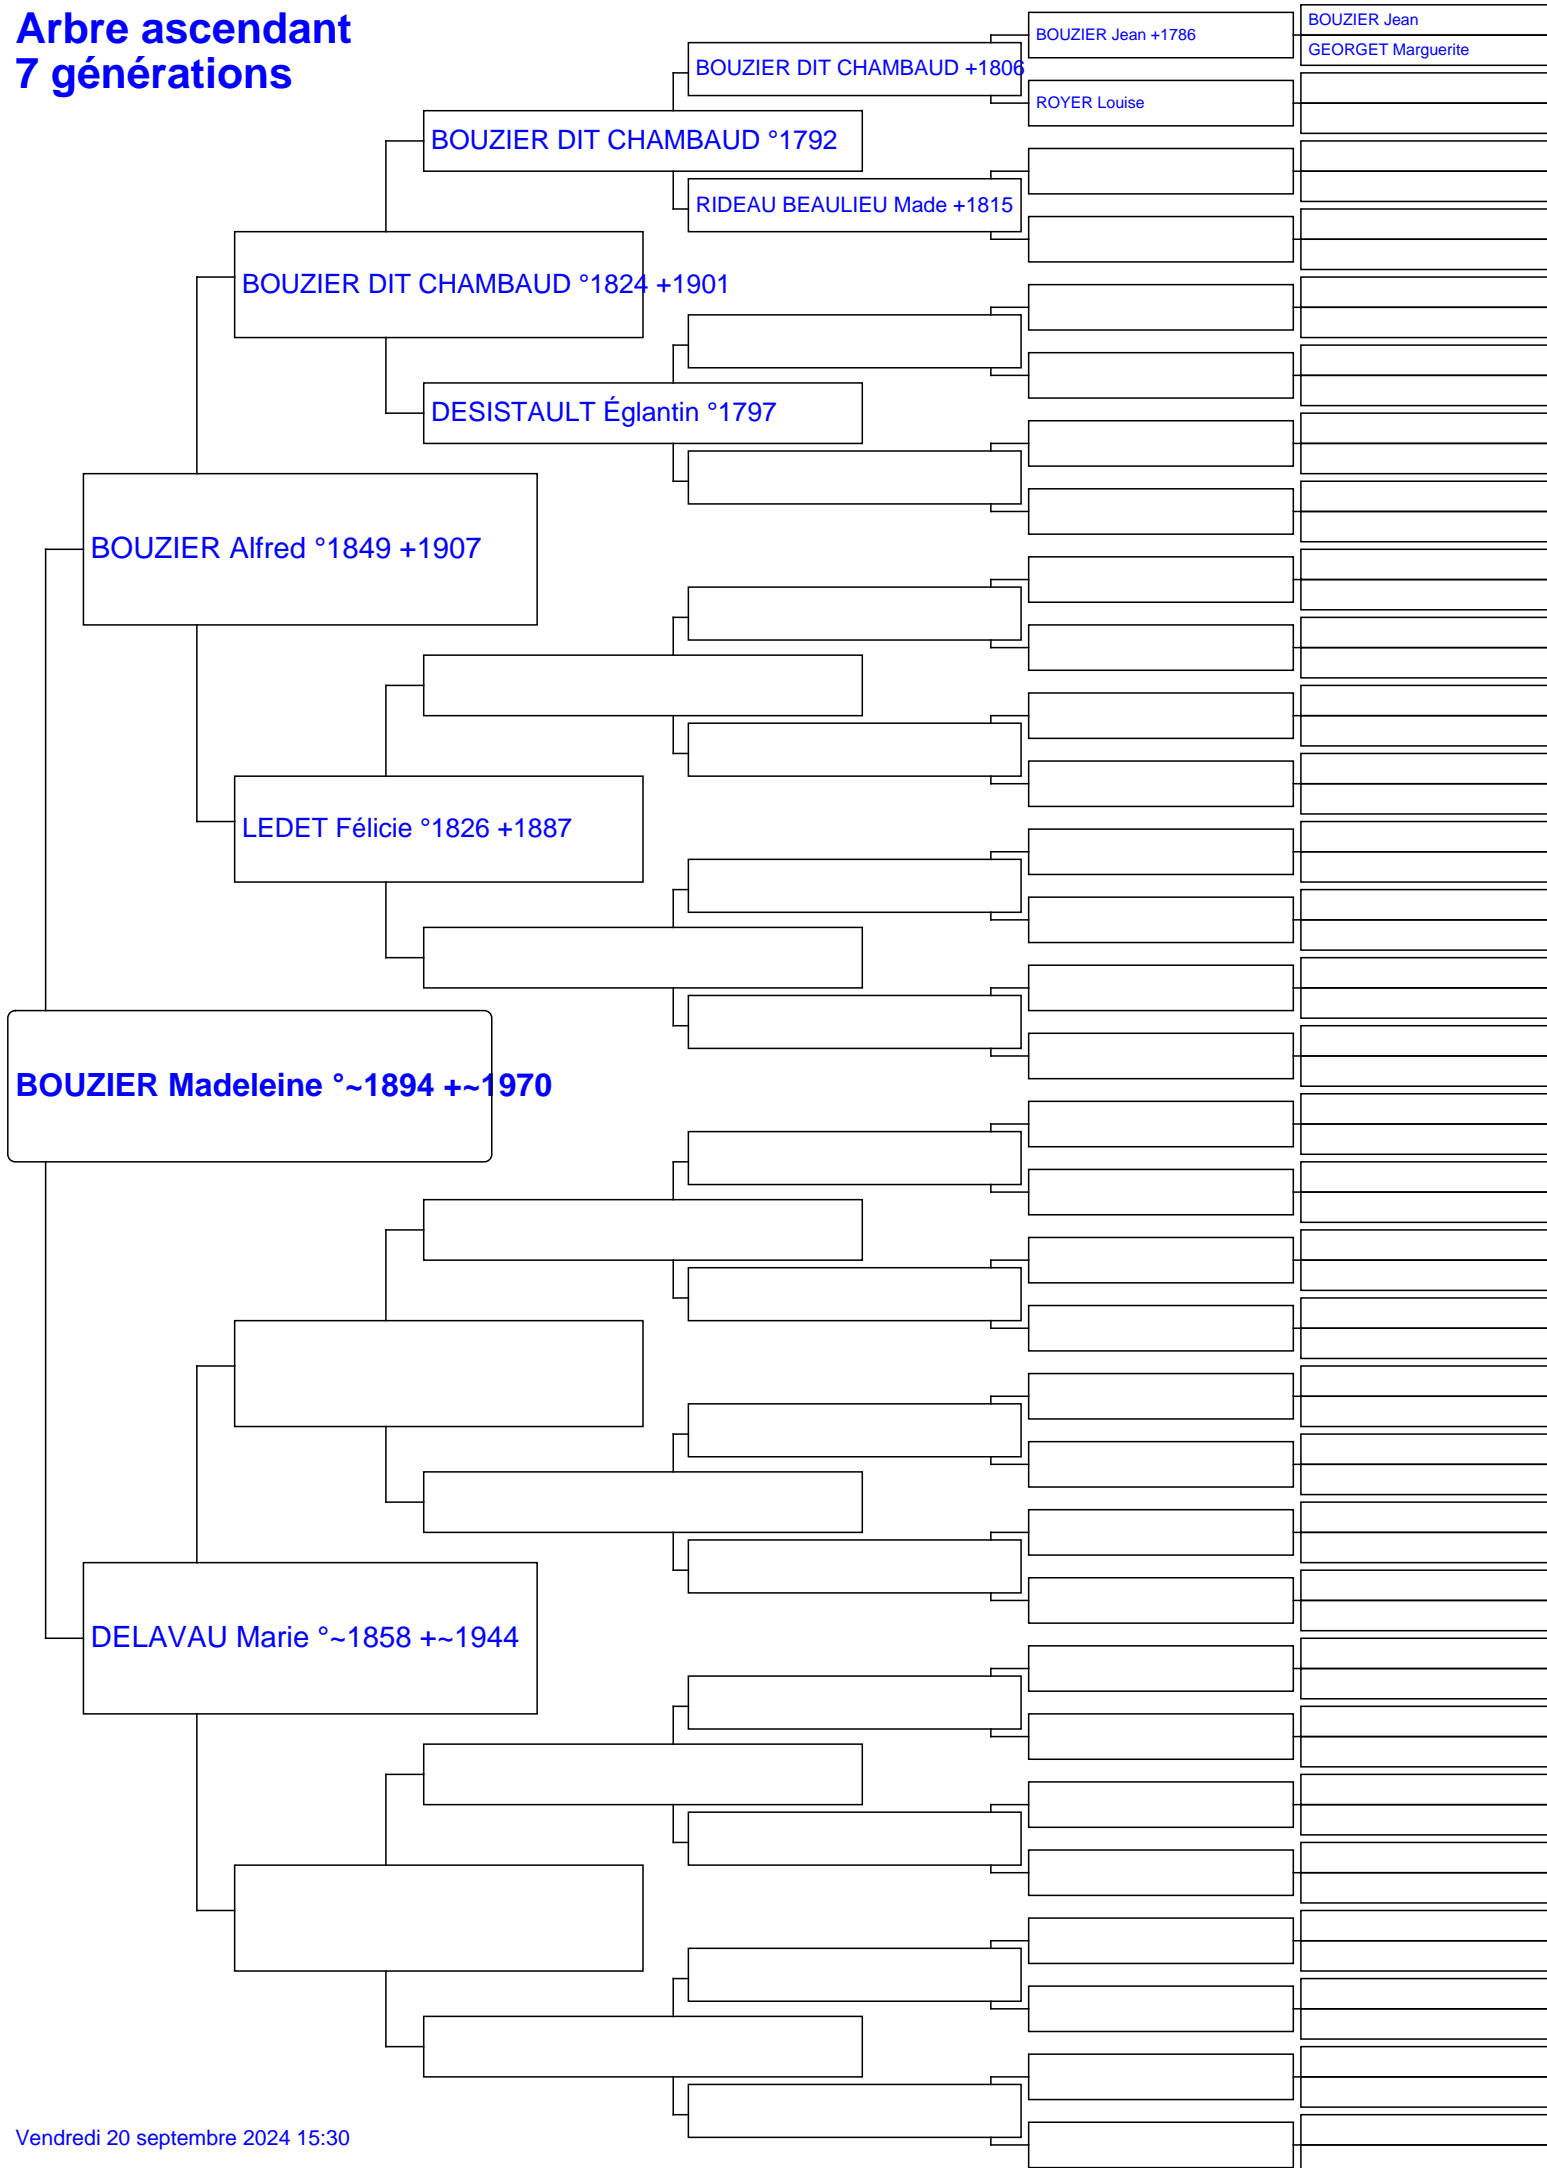 Arbre ascendant
7 générations
BOUZIER Jean
BOUZIER Jean +1786
GEORGET Marguerite
BOUZIER DIT CHAMBAUD +1806
ROYER Louise
BOUZIER DIT CHAMBAUD °1792
RIDEAU BEAULIEU Made +1815
BOUZIER DIT CHAMBAUD °1824 +1901
DESISTAULT Églantin °1797
BOUZIER Alfred °1849 +1907
LEDET Félicie °1826 +1887
BOUZIER Madeleine °~1894 +~1970
DELAVAU Marie °~1858 +~1944
Vendredi 20 septembre 2024 15:30